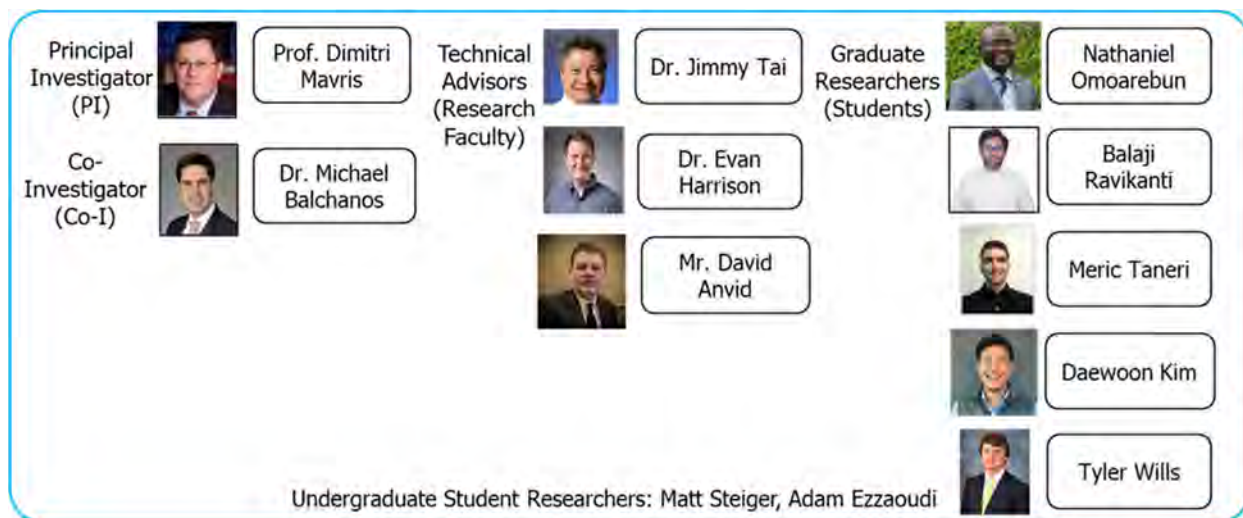 Principal
Investigator
(PI)
Prof. Dimitri
Mavris
Co-
Investigator
(Co-I)
Dr. Michael
Balchanos
Technical
Advisors
(Research
Faculty)
Dr. Jimmy Tai
Dr. Evan
Harrison
Mr. David
Anvid
Graduate
Researchers
(Students)
Nathaniel
Omoarebun
Balaji
Ravikanti
Meric Taneri
Daewoon Kim
Tyler Wills
Undergraduate Student Researchers: Matt Steiger, Adam Ezzaoudi